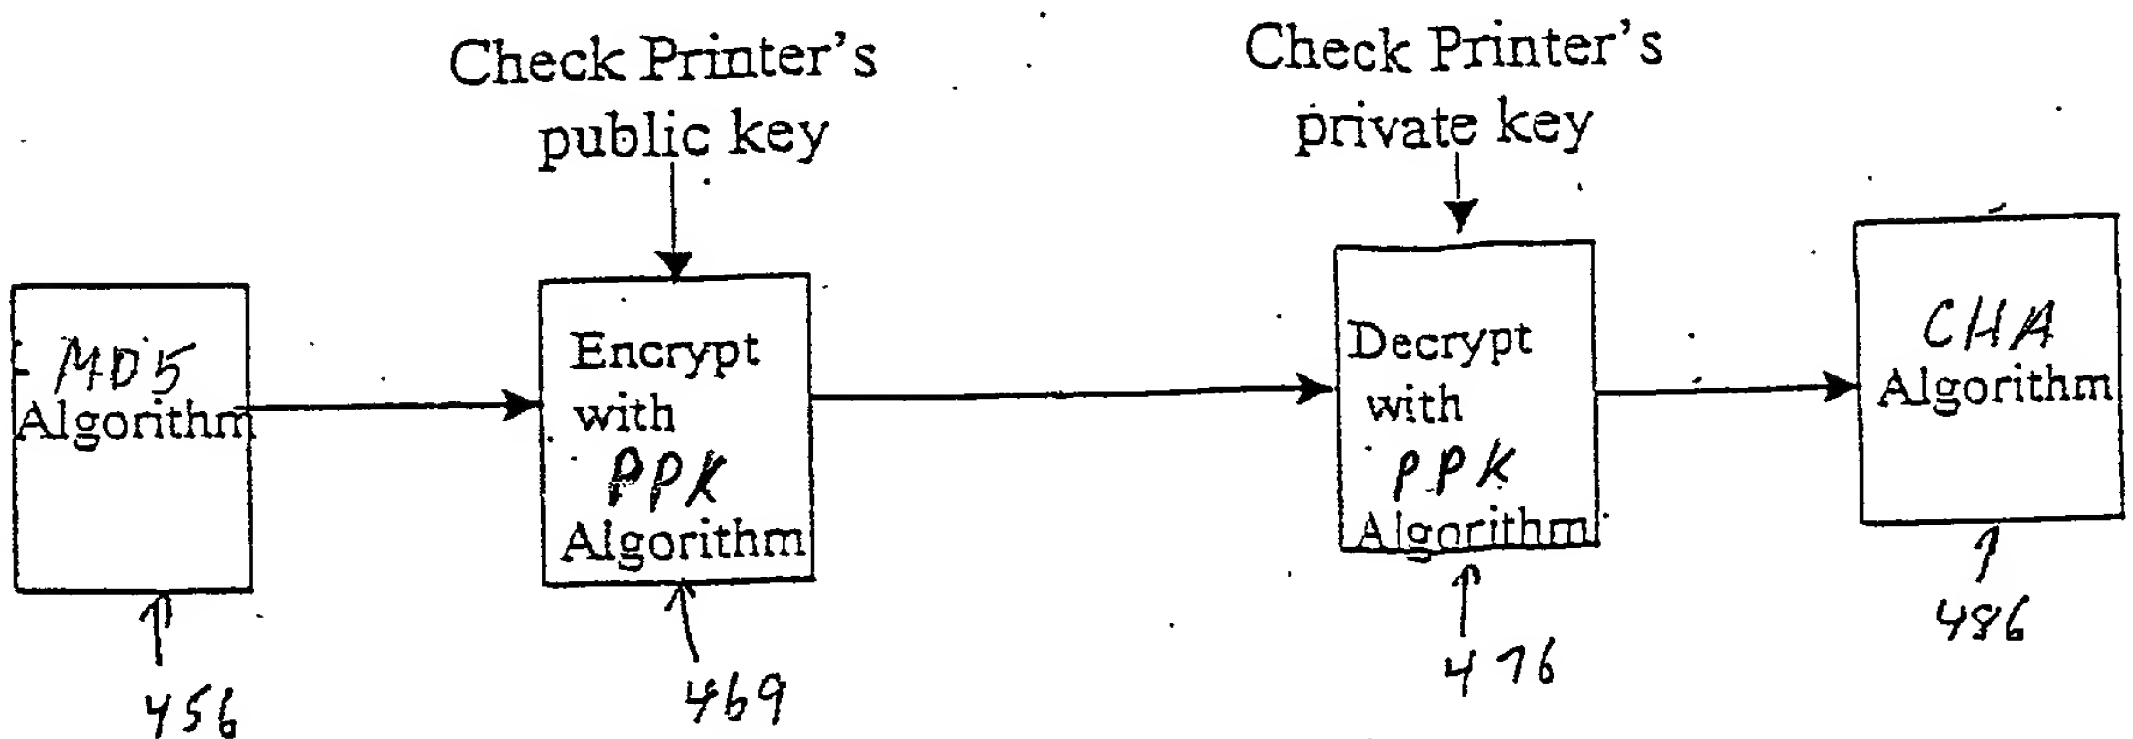 Check Printer's
public key
Check Printer's
private key
MD5
Algorithm
Encrypt
with
PPK
Algorithm
Decrypt
with
PPK
Algorithm
CHA
Algorithm
456
469
476
486